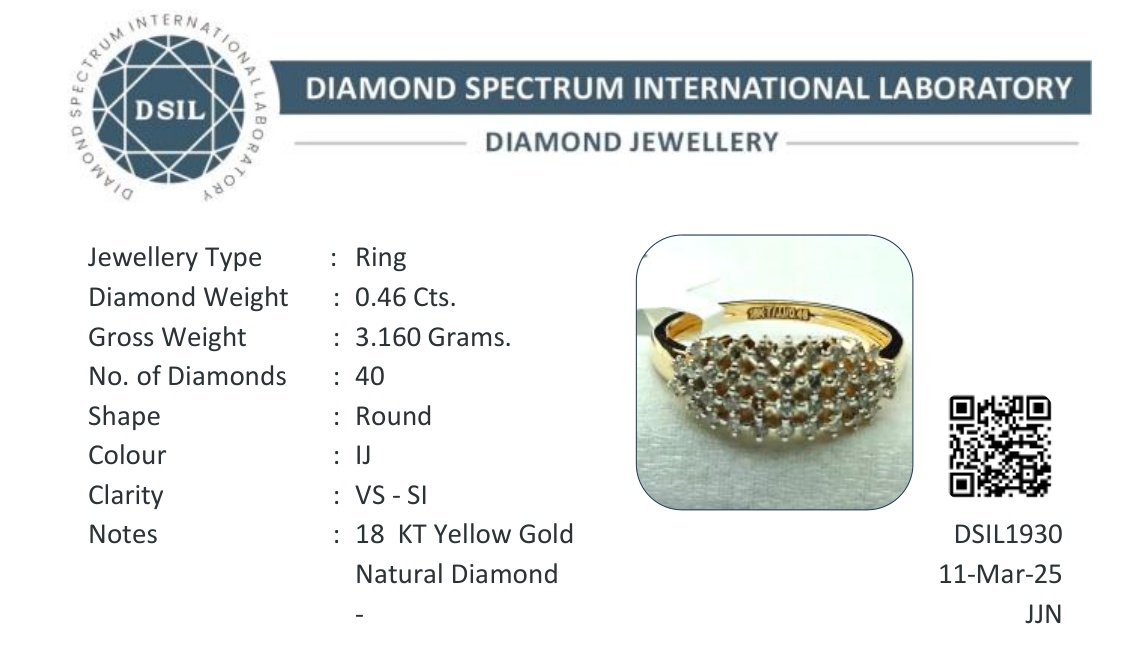 DIAMOND SPECTRUM INTERNATIONAL LABORATORY
DSIL
DIAMOND SPECTRUM INTERNATIONAL LABORATORY
DIAMOND JEWELLERY
Jewellery Type : Ring
Diamond Weight : 0.46 Cts.
Gross Weight : 3.160 Grams.
No. of Diamonds : 40
Shape : Round
Colour : IJ
Clarity : VS - SI
Notes : 18 KT Yellow Gold
Natural Diamond
-
DSIL1930
11-Mar-25
JJN